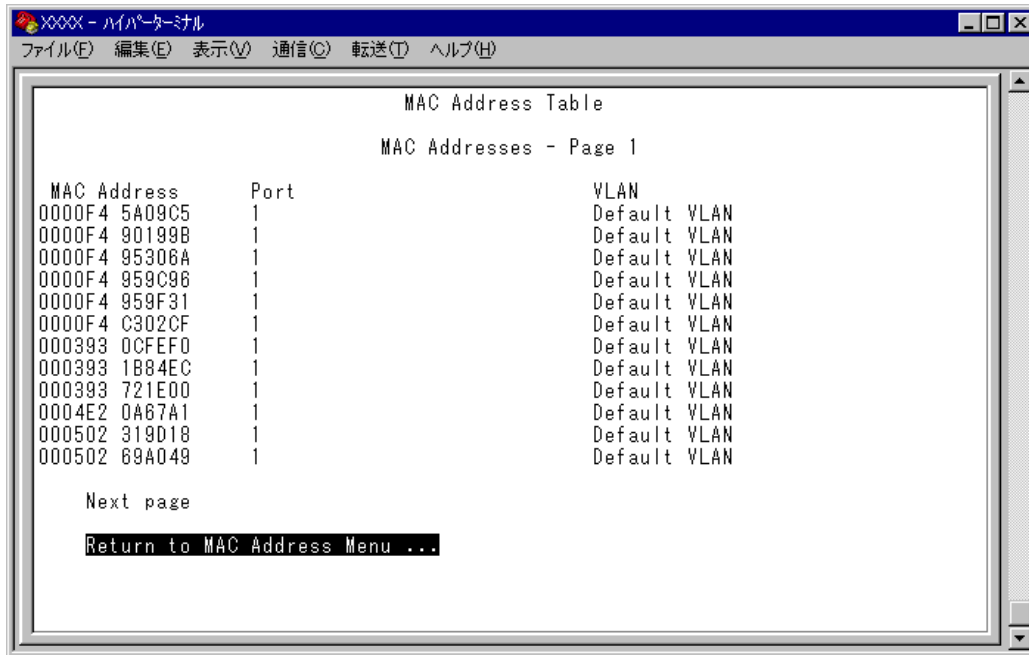 XXXX - ハイパーターミナル
ファイル(F) 編集(E) 表示(V) 通信(C) 転送(T) ヘルプ(H)
MAC Address Table
MAC Addresses - Page 1
MAC Address Port VLAN
0000F4 5A09C5 1 Default VLAN
0000F4 90199B 1 Default VLAN
0000F4 95306A 1 Default VLAN
0000F4 959C96 1 Default VLAN
0000F4 959F31 1 Default VLAN
0000F4 C302CF 1 Default VLAN
000393 0CFEF0 1 Default VLAN
000393 1B84EC 1 Default VLAN
000393 721E00 1 Default VLAN
0004E2 0A67A1 1 Default VLAN
000502 319D18 1 Default VLAN
000502 69A049 1 Default VLAN
Next page
Return to MAC Address Menu ...